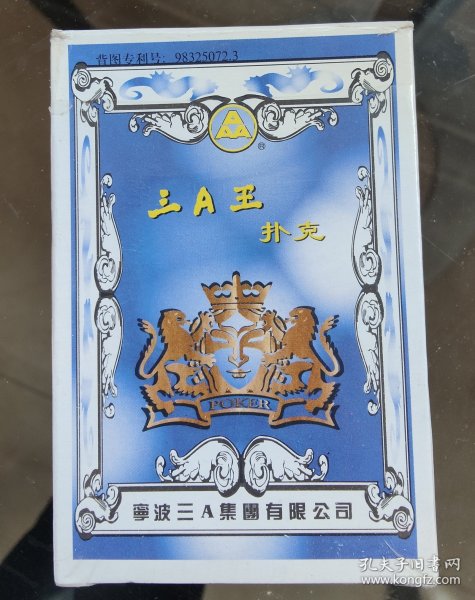 背图专利号: 98325072.3
®
三A王
扑克
POKER
寧波三A集團有限公司
孔夫子旧书网
www.kongfz.com